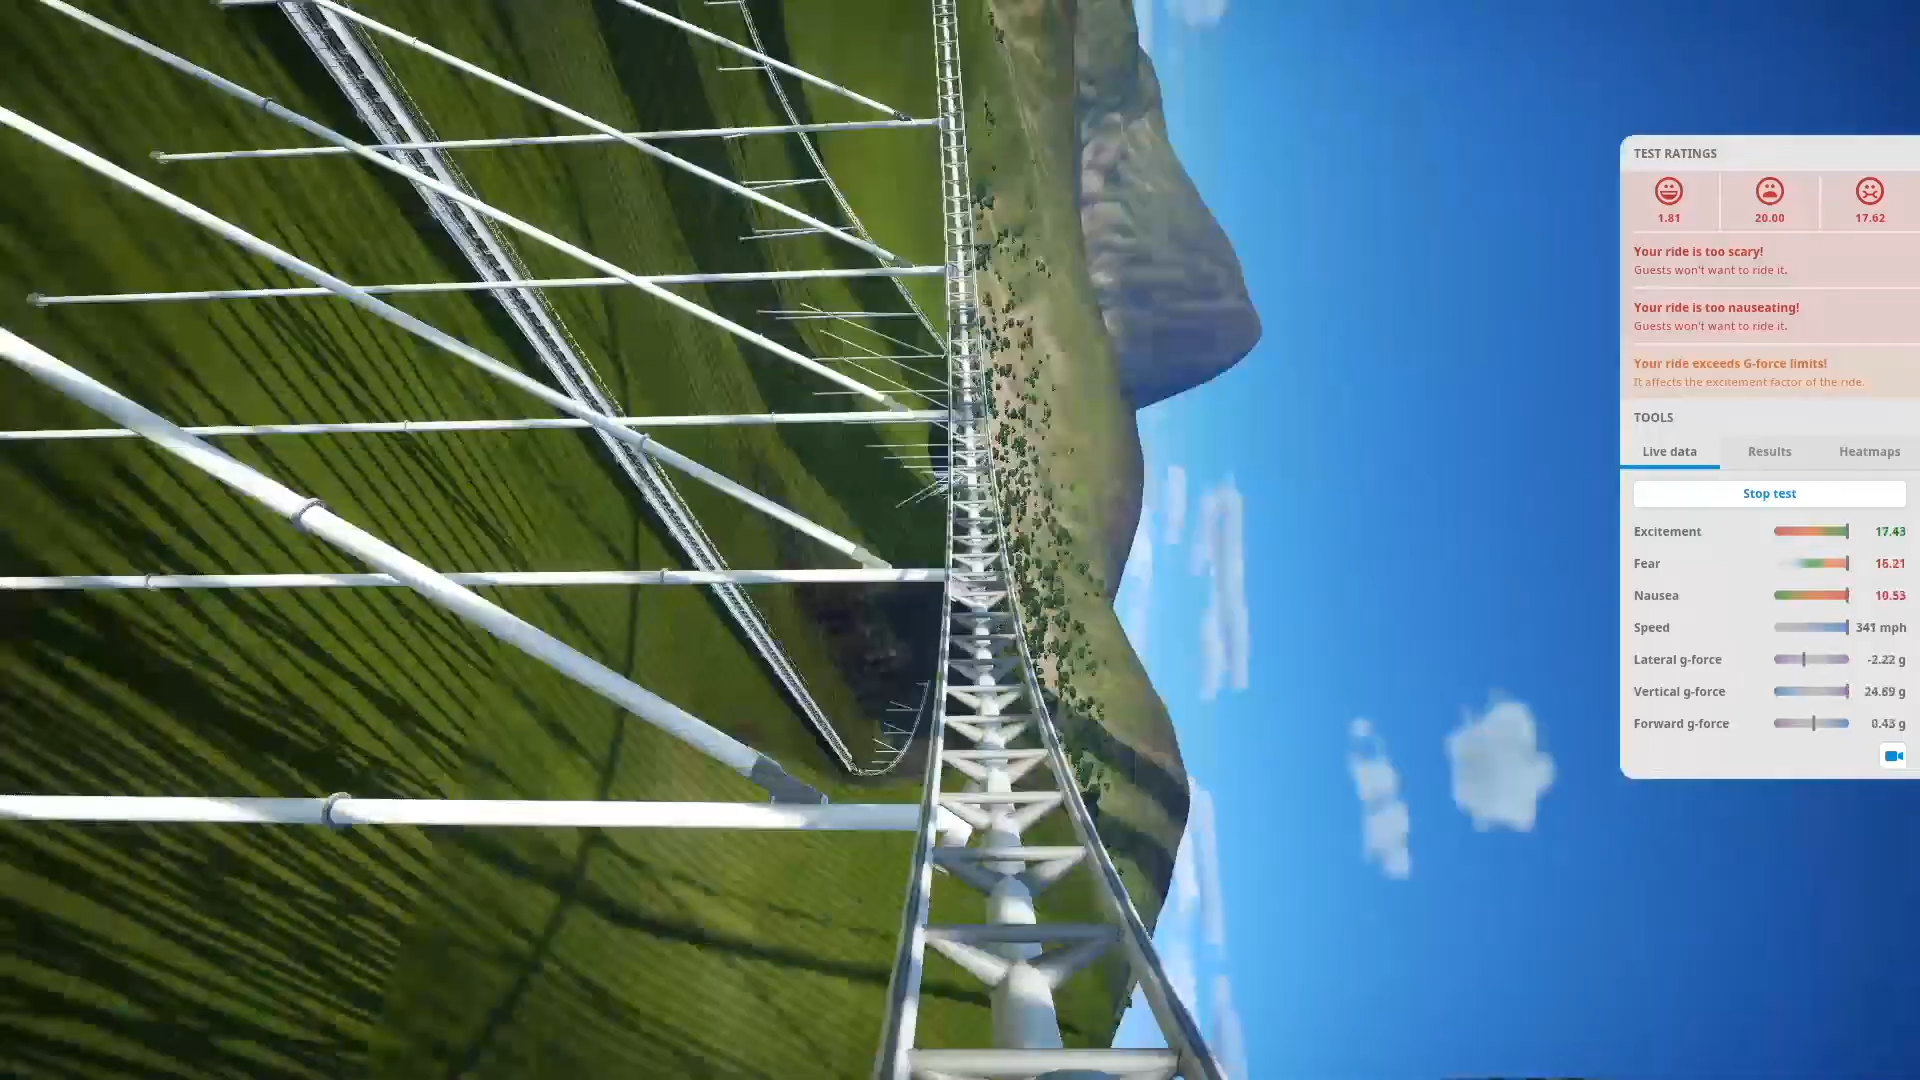 TEST RATINGS
1.81 20.00 17.62
Your ride is too scary!
Guests won't want to ride it.
Your ride is too nauseating!
Guests won't want to ride it.
Your ride exceeds G-force limits!
It affects the excitement factor of the ride.
TOOLS
Live data Results Heatmaps
Stop test
Excitement 17.43
Fear 15.21
Nausea 10.53
Speed 341 mph
Lateral g-force -2.22 g
Vertical g-force 24.69 g
Forward g-force 0.43 g